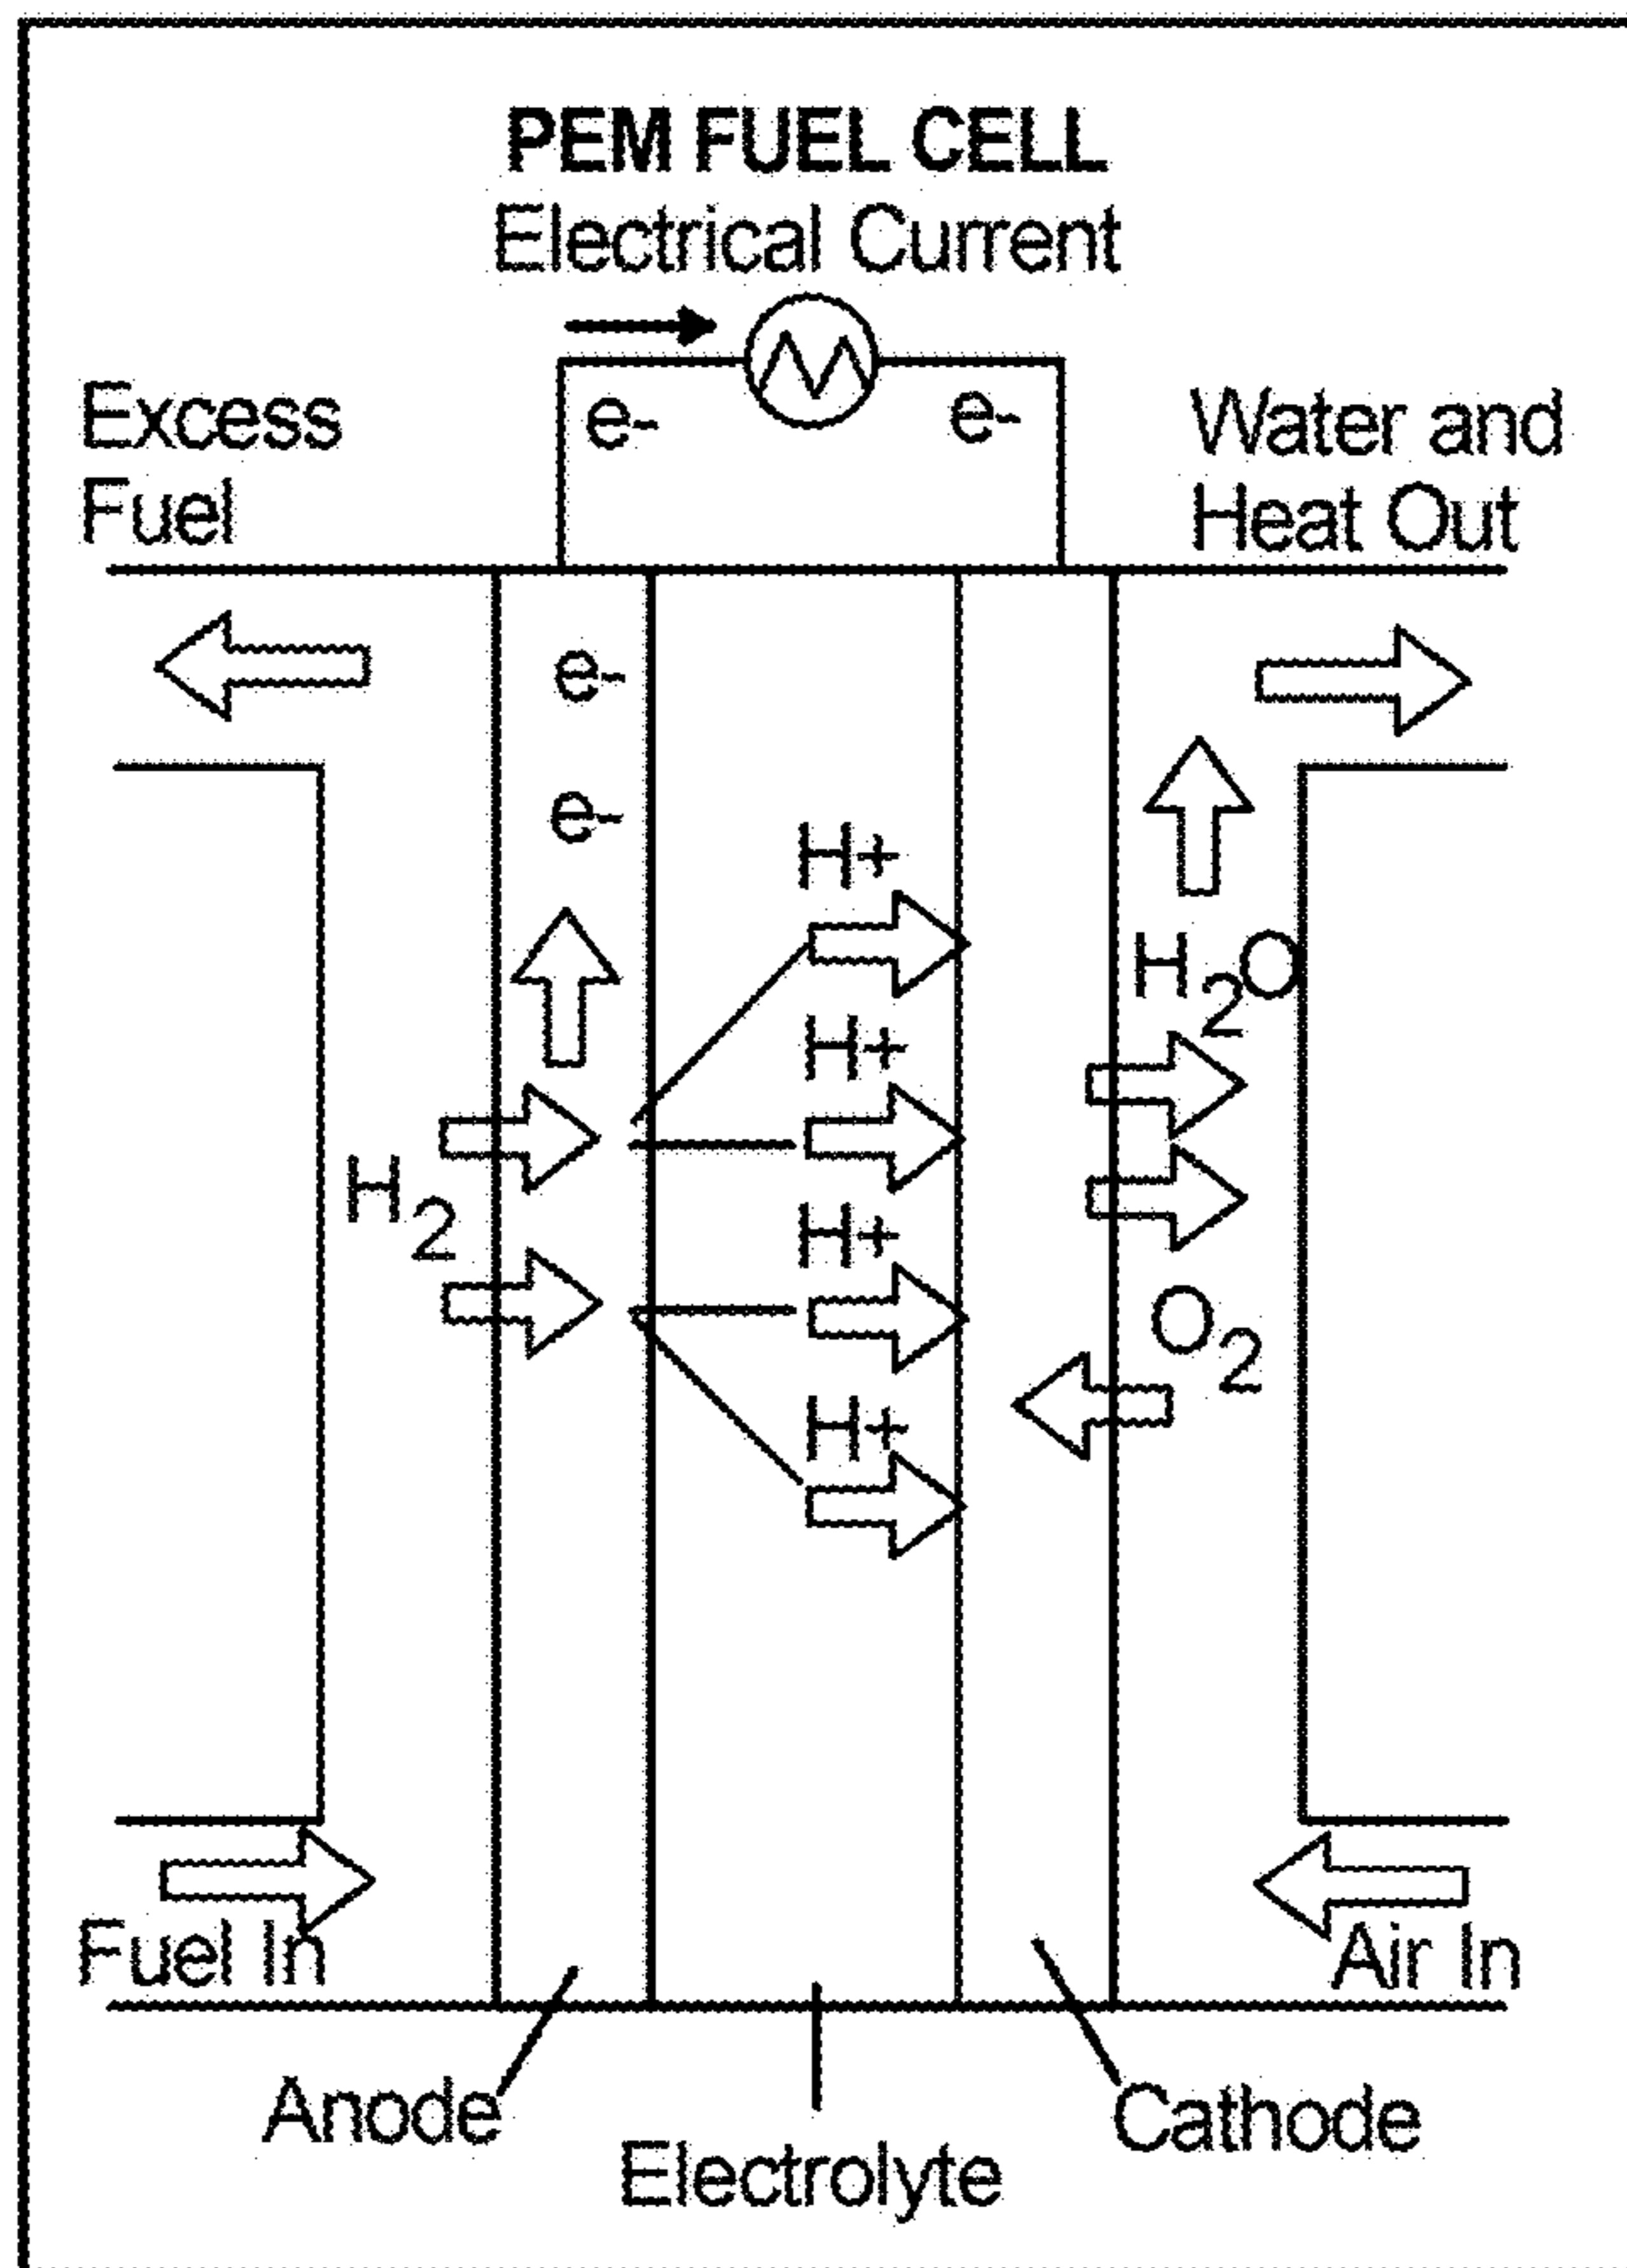 PEM FUEL CELL
Electrical Current
e-
e-
Excess
Fuel
Water and
Heat Out
e-
e-
H+
H2O
H+
H2
H+
O2
H+
Fuel In
Air In
Anode
Cathode
Electrolyte